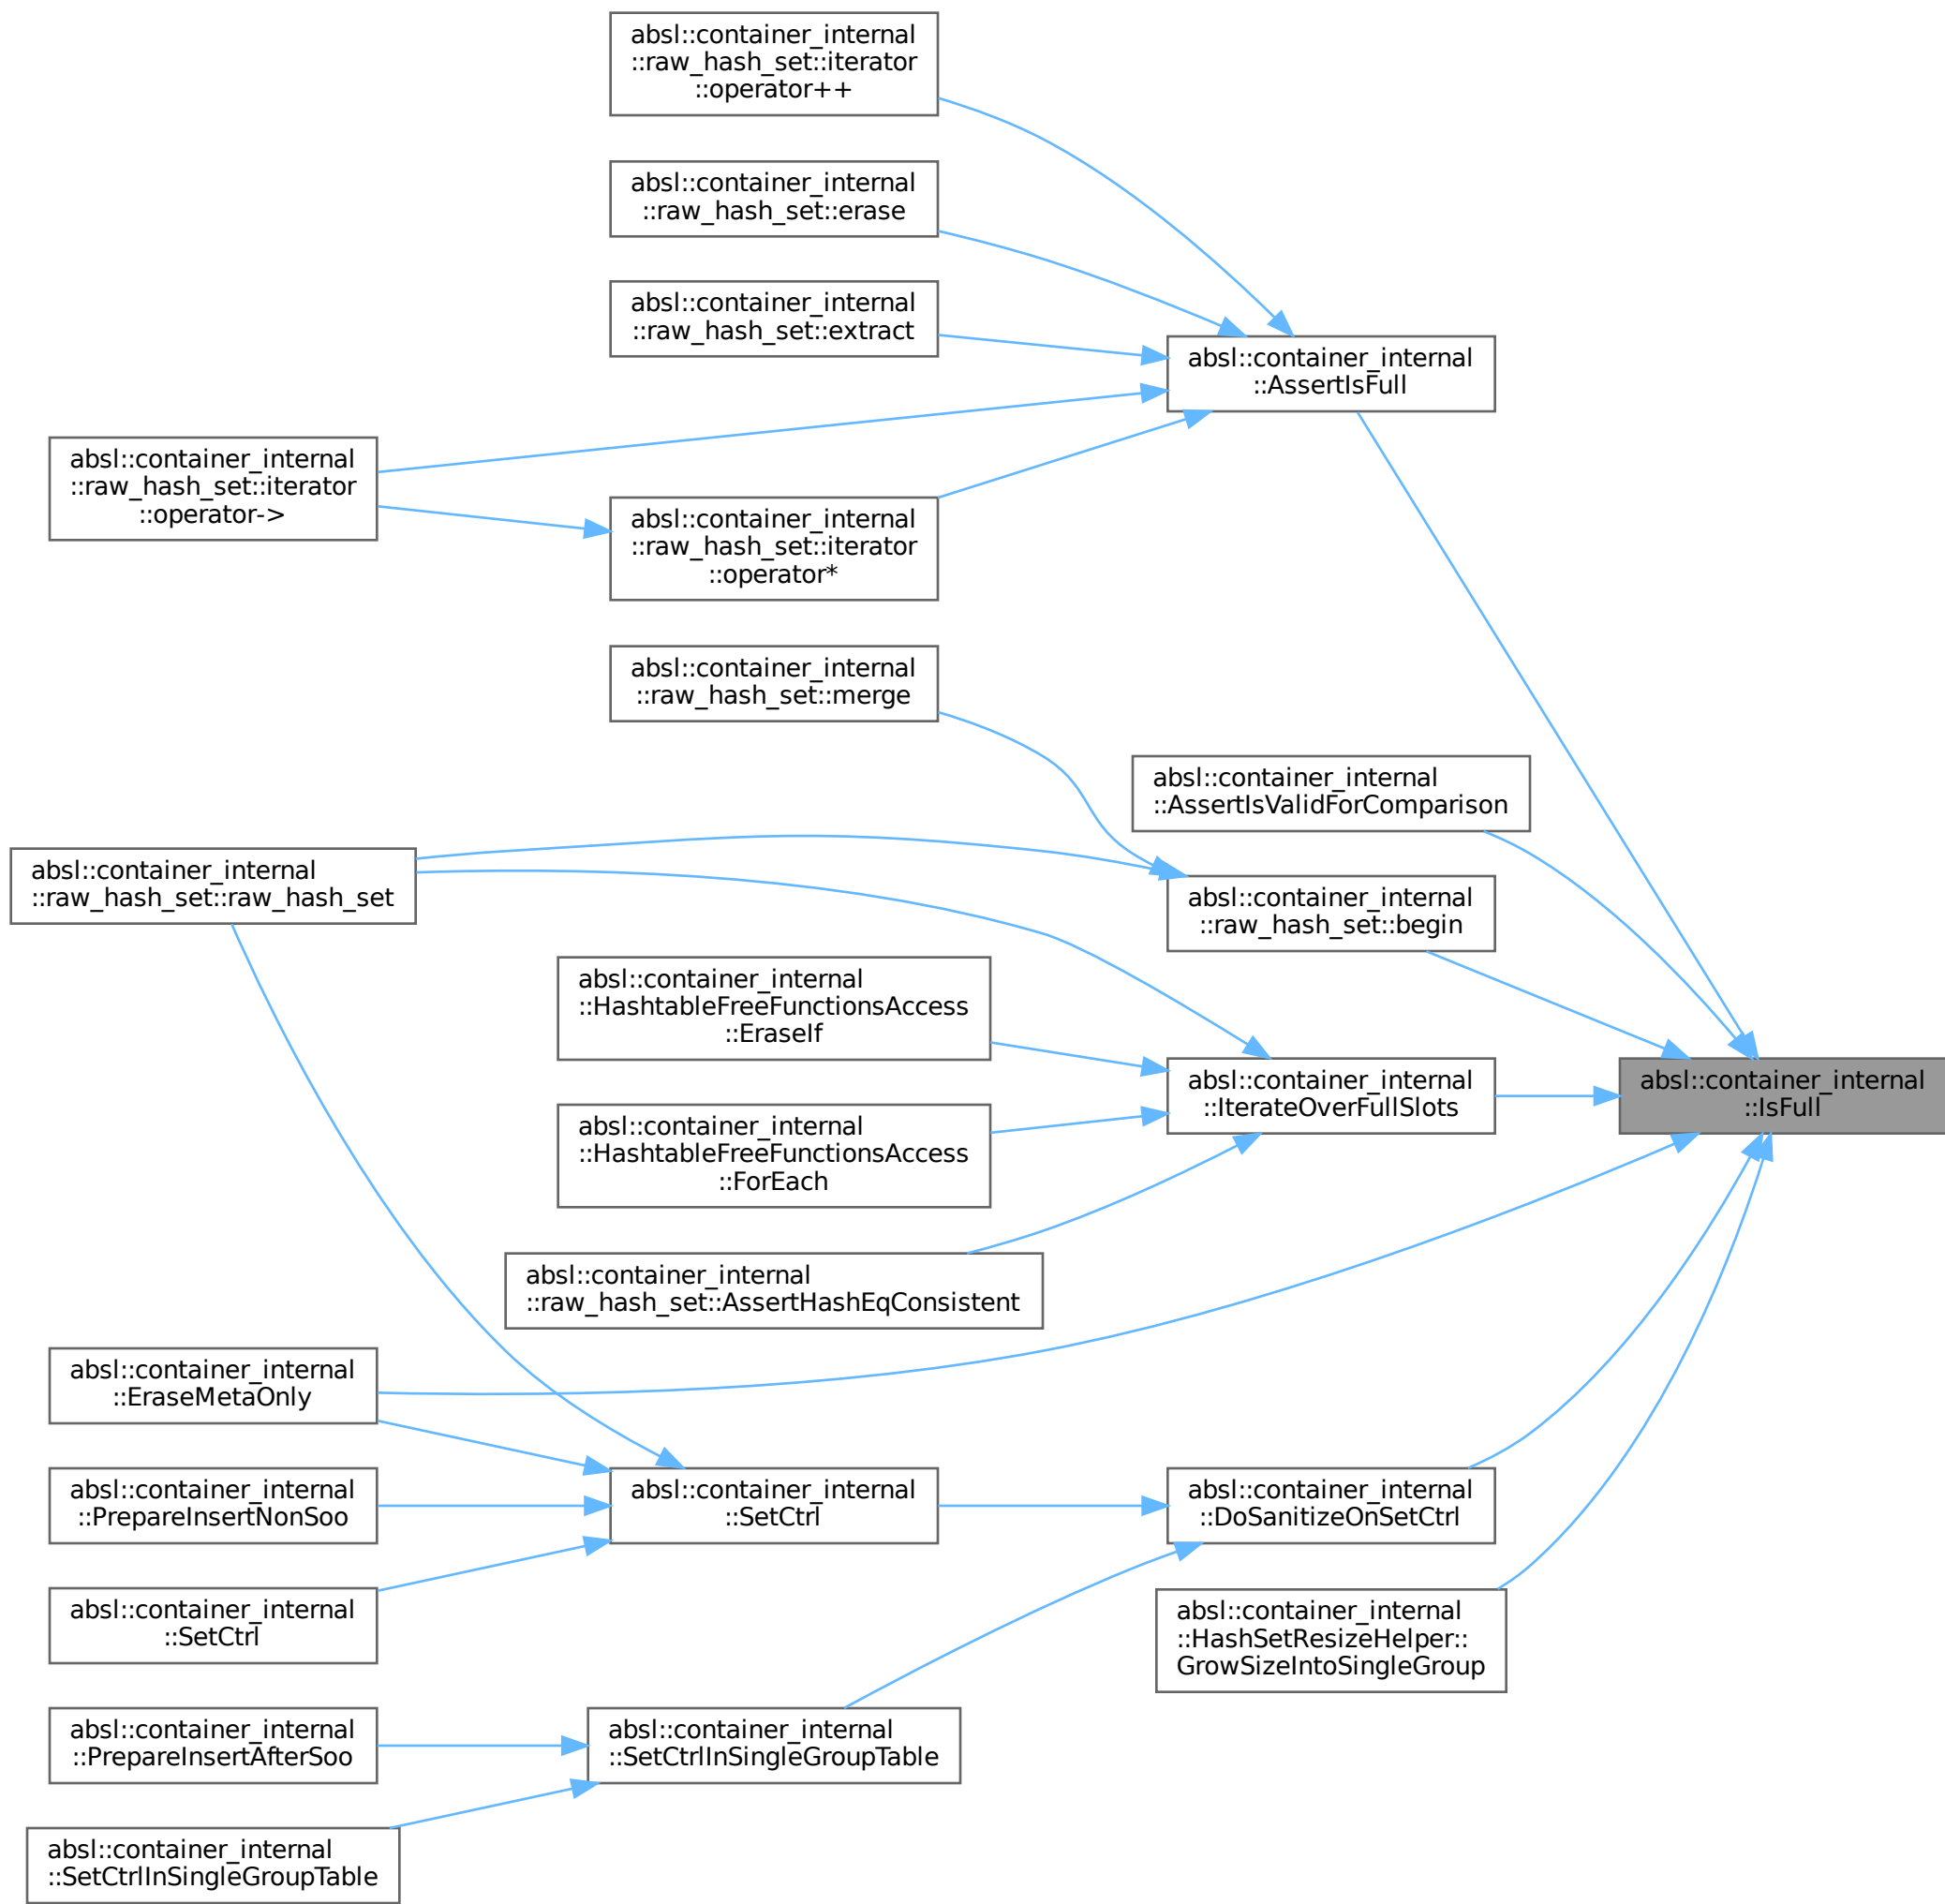 absl::container_internal
::raw_hash_set::iterator
::operator++
absl::container_internal
::raw_hash_set::erase
absl::container_internal
::raw_hash_set::extract
absl::container_internal
::AssertIsFull
absl::container_internal
::raw_hash_set::iterator
::operator->
absl::container_internal
::raw_hash_set::iterator
::operator*
absl::container_internal
::raw_hash_set::merge
absl::container_internal
::AssertIsValidForComparison
absl::container_internal
::raw_hash_set::raw_hash_set
absl::container_internal
::raw_hash_set::begin
absl::container_internal
::HashtableFreeFunctionsAccess
::EraseIf
absl::container_internal
::IterateOverFullSlots
absl::container_internal
::IsFull
absl::container_internal
::HashtableFreeFunctionsAccess
::ForEach
absl::container_internal
::raw_hash_set::AssertHashEqConsistent
absl::container_internal
::EraseMetaOnly
absl::container_internal
::PrepareInsertNonSoo
absl::container_internal
::SetCtrl
absl::container_internal
::DoSanitizeOnSetCtrl
absl::container_internal
::SetCtrl
absl::container_internal
::HashSetResizeHelper::
GrowSizeIntoSingleGroup
absl::container_internal
::PrepareInsertAfterSoo
absl::container_internal
::SetCtrlInSingleGroupTable
absl::container_internal
::SetCtrlInSingleGroupTable